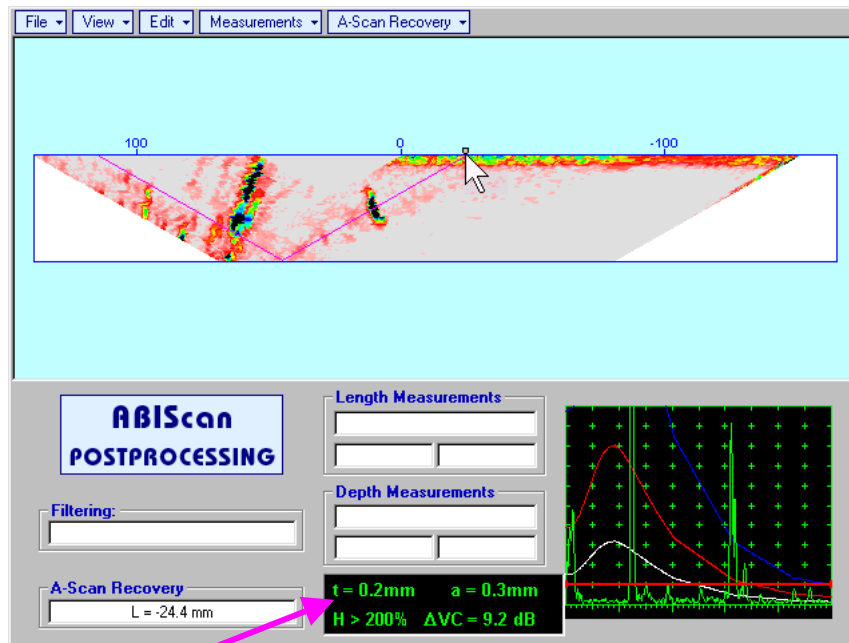 File View Edit Measurements A-Scan Recovery
100 0 -100
ABIScan
POSTPROCESSING
Length Measurements
Depth Measurements
Filtering:
A-Scan Recovery
L = -24.4 mm
t = 0.2mm a = 0.3mm
H > 200% ΔVC = 9.2 dB